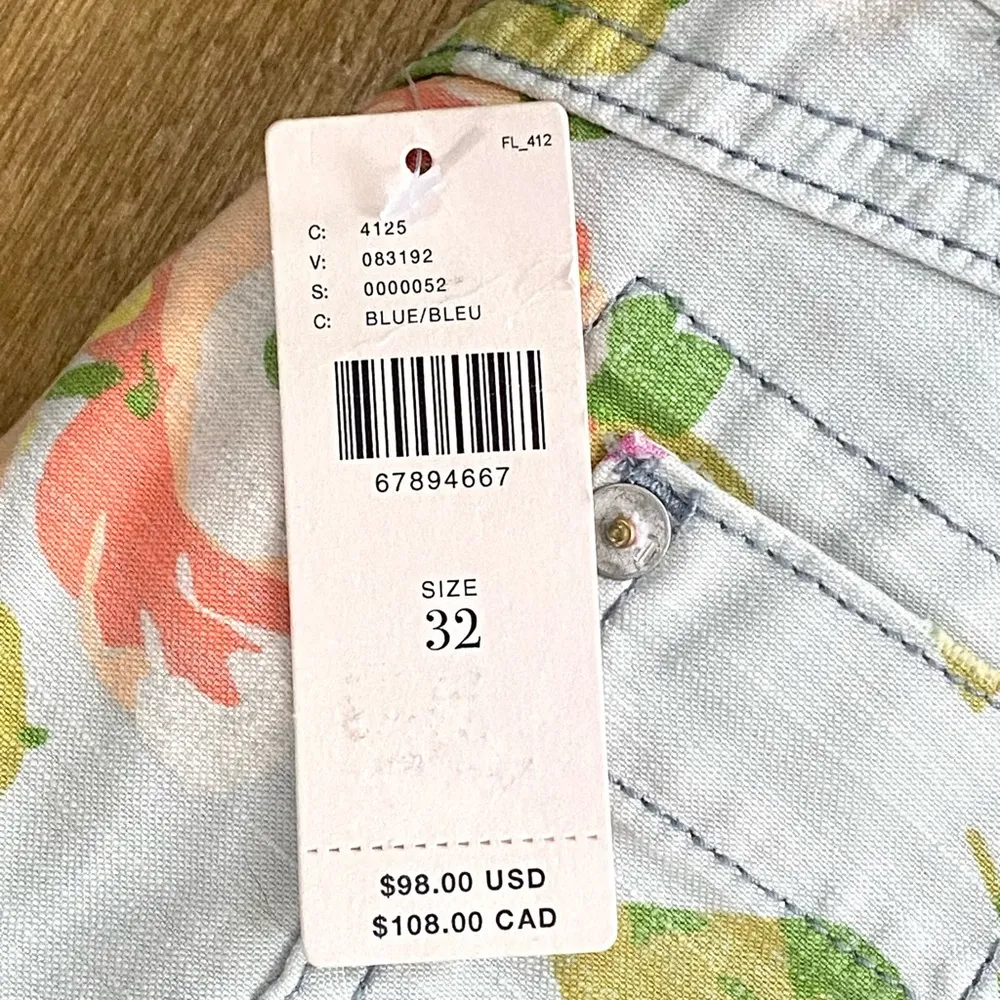 FL_412
C: 4125
V: 083192
S: 0000052
C: BLUE/BLEU
67894667
SIZE
32
$98.00 USD
$108.00 CAD